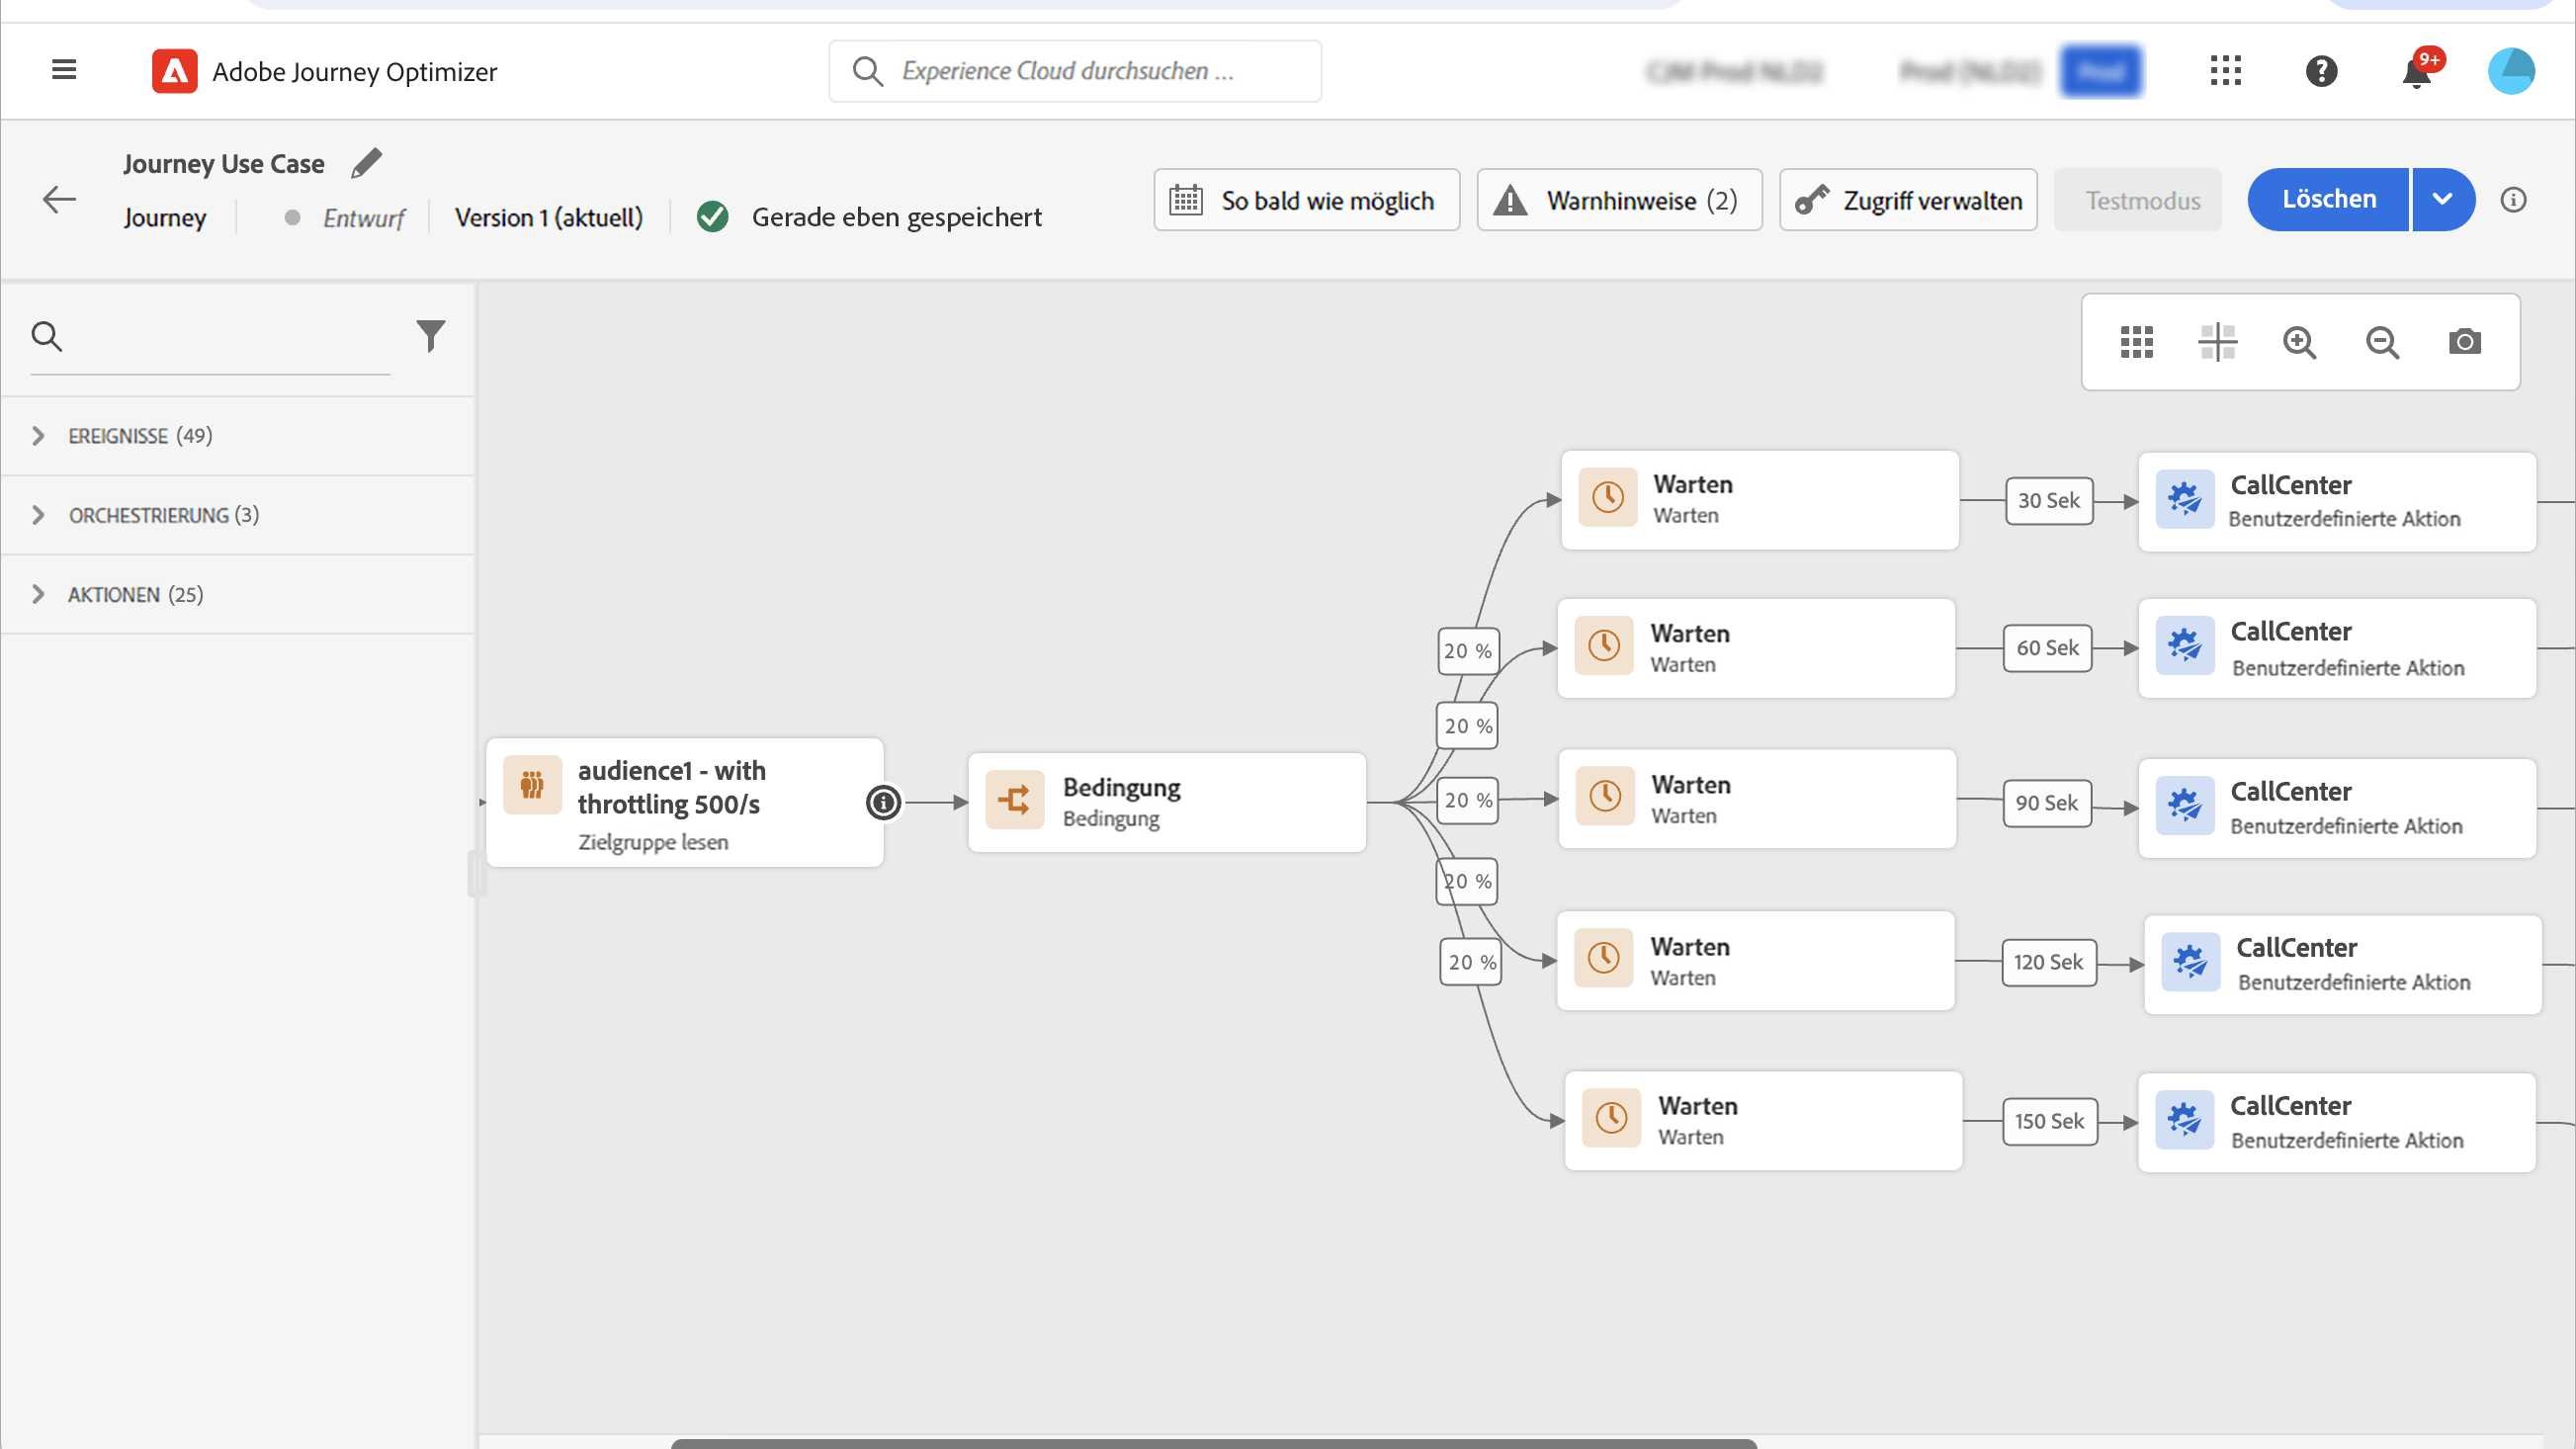 Adobe Journey Optimizer
Experience Cloud durchsuchen ...
9+
Journey Use Case
Journey
Entwurf
Version 1 (aktuell)
Gerade eben gespeichert
So bald wie möglich
Warnhinweise (2)
Zugriff verwalten
Testmodus
Löschen
EREIGNISSE (49)
ORCHESTRIERUNG (3)
AKTIONEN (25)
audience1 - with
throttling 500/s
Zielgruppe lesen
Bedingung
Bedingung
20 %
20 %
20 %
20 %
20 %
Warten
Warten
30 Sek
CallCenter
Benutzerdefinierte Aktion
Warten
Warten
60 Sek
CallCenter
Benutzerdefinierte Aktion
Warten
Warten
90 Sek
CallCenter
Benutzerdefinierte Aktion
Warten
Warten
120 Sek
CallCenter
Benutzerdefinierte Aktion
Warten
Warten
150 Sek
CallCenter
Benutzerdefinierte Aktion